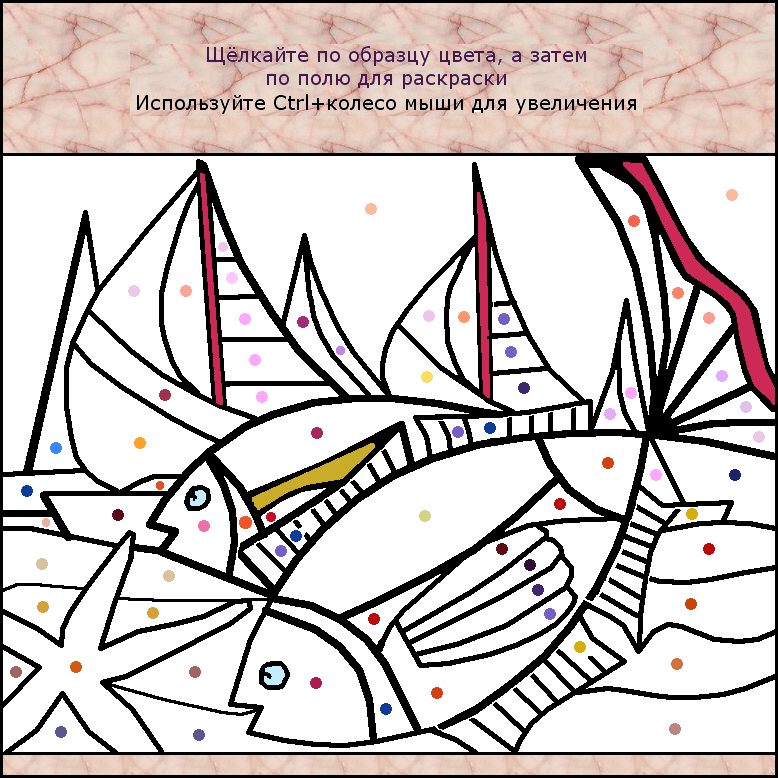 Щёлкайте по образцу цвета, а затем
по полю для раскраски
Используйте Ctrl+колесо мыши для увеличения